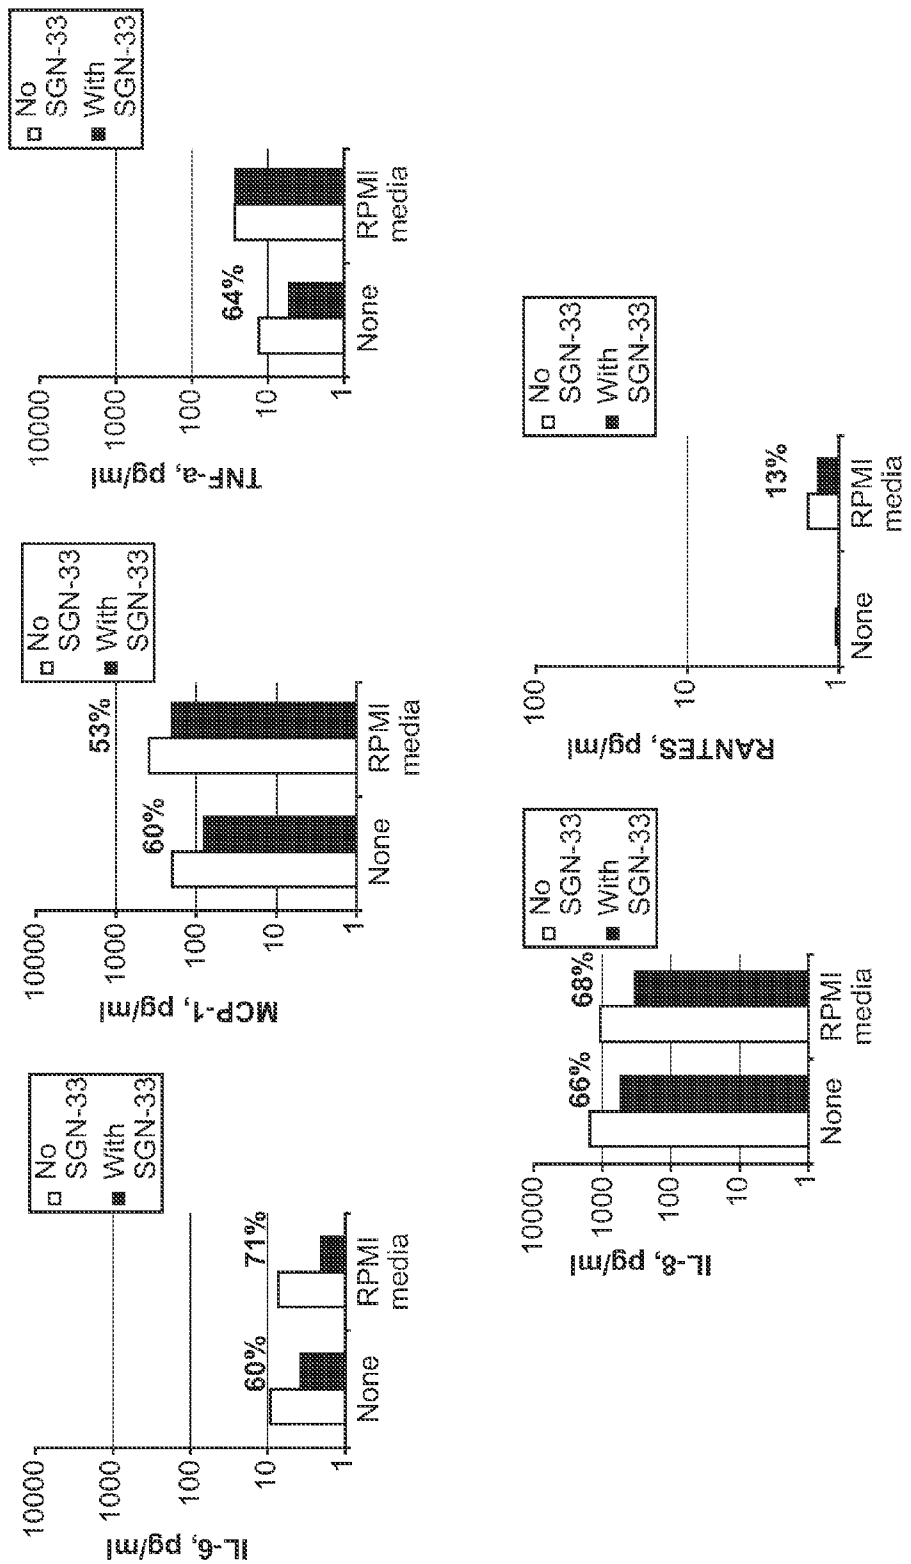 IL-6, pg/ml
10000
1000
100
10
1
60%
71%
None
RPMI
media
No
SGN-33
With
SGN-33
MCP-1, pg/ml
10000
1000
100
10
1
60%
53%
None
RPMI
media
No
SGN-33
With
SGN-33
TNF-a, pg/ml
10000
1000
100
10
1
64%
None
RPMI
media
No
SGN-33
With
SGN-33
IL-8, pg/ml
10000
1000
100
10
1
66%
68%
None
RPMI
media
No
SGN-33
With
SGN-33
RANTES, pg/ml
100
10
1
13%
None
RPMI
media
No
SGN-33
With
SGN-33